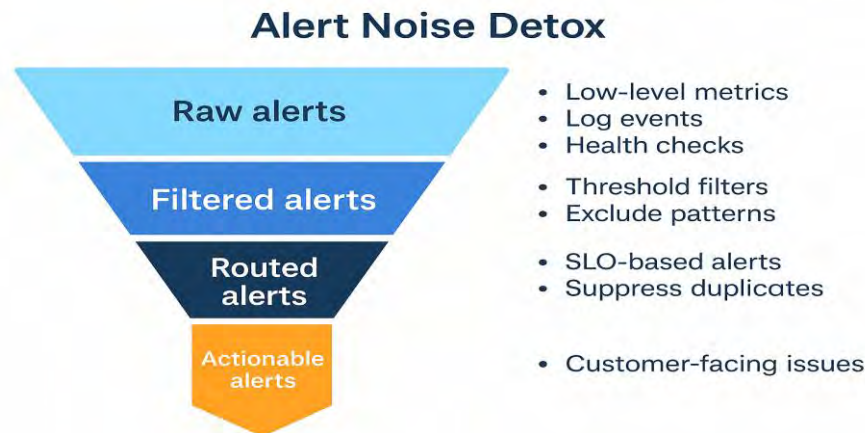 Alert Noise Detox
Raw alerts
• Low-level metrics
• Log events
• Health checks
Filtered alerts
• Threshold filters
• Exclude patterns
Routed
alerts
• SLO-based alerts
• Suppress duplicates
Actionable
alerts
• Customer-facing issues